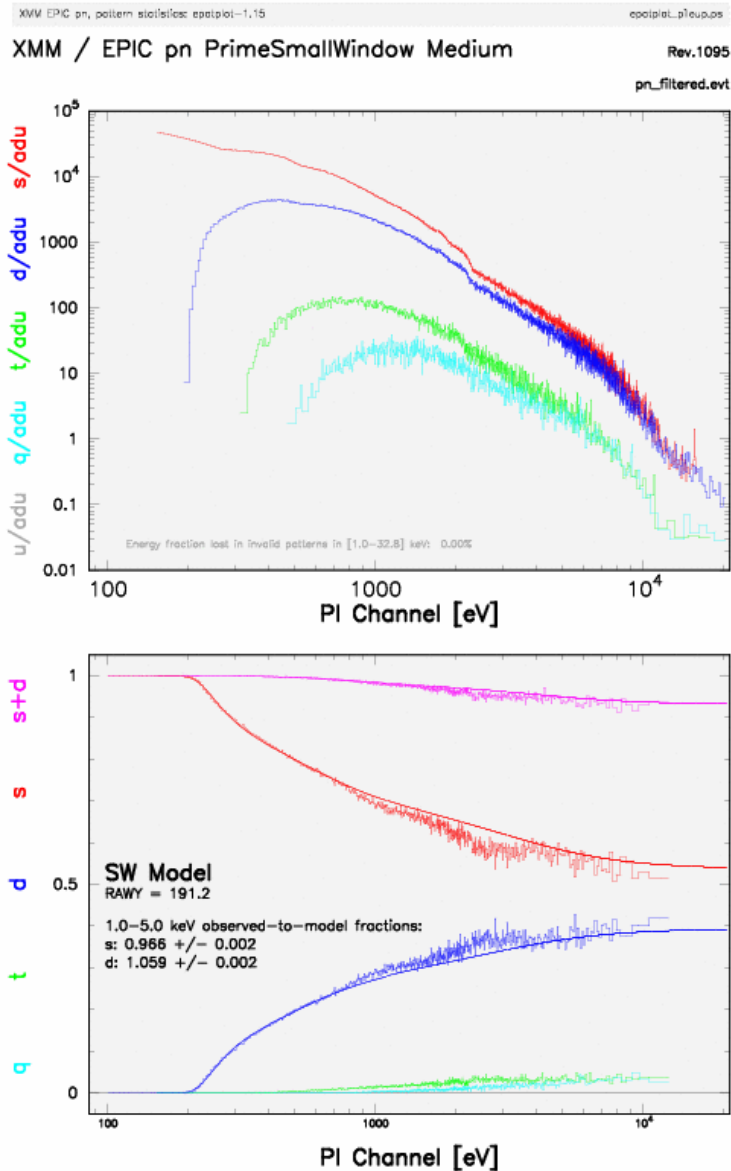 XMM EPIC pn, pattern statistics: epatplot-1.15 epatplot_pileup.ps
XMM / EPIC pn PrimeSmallWindow Medium Rev.1095
pn_filtered.evt
u/adu q/adu t/adu d/adu s/adu
10^5
10^4
1000
100
10
1
0.1
0.01
Energy fraction lost in invalid patterns in [1.0-32.8] keV: 0.00%
100 1000 10^4
PI Channel [eV]
q t d s s+d
1
0.5
0
SW Model
RAWY = 191.2
1.0-5.0 keV observed-to-model fractions:
s: 0.966 +/- 0.002
d: 1.059 +/- 0.002
100 1000 10^4
PI Channel [eV]